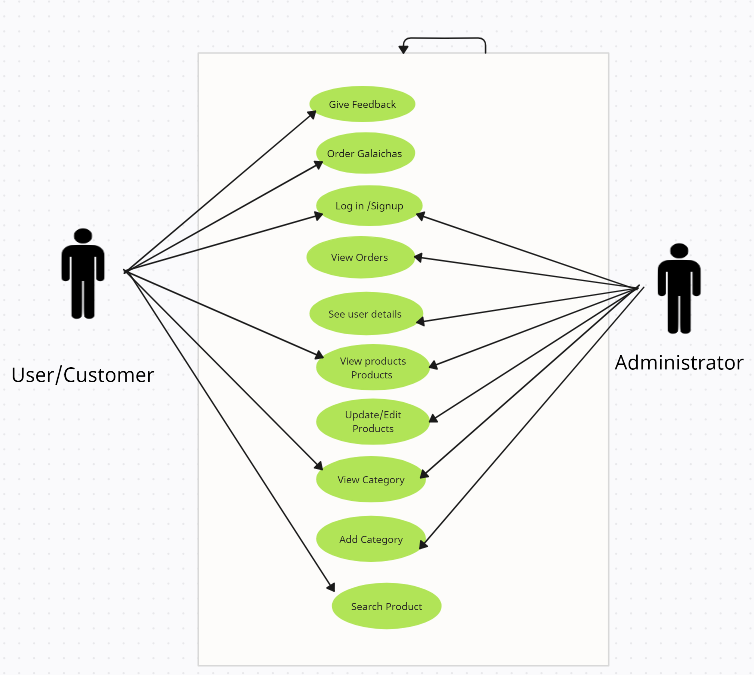 Give Feedback
Order Galaichas
Log in /Signup
View Orders
See user details
View products
Products
Update/Edit
Products
View Category
Add Category
Search Product
User/Customer
Administrator